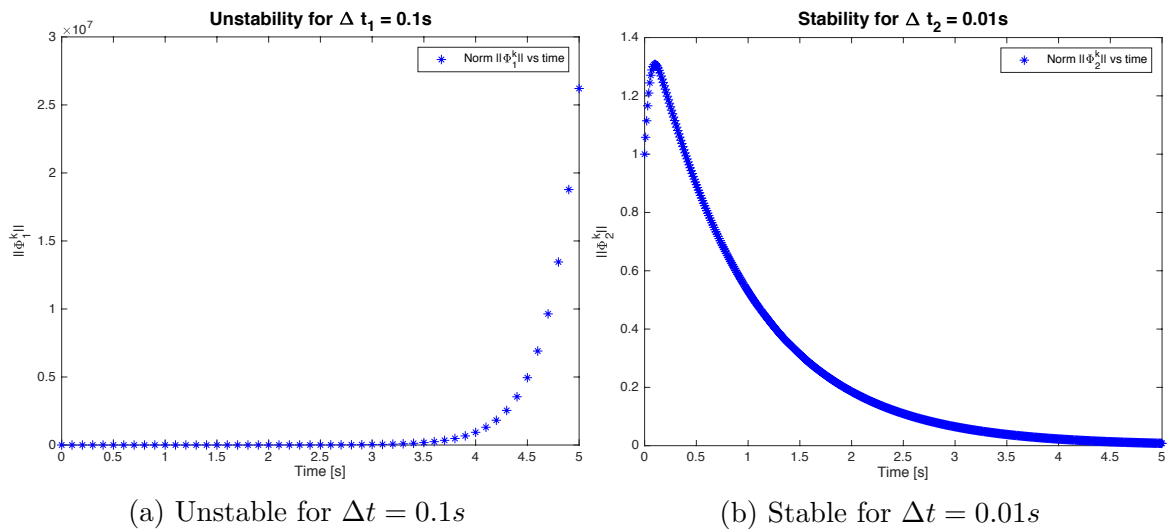 Unstability for Δ t₁ = 0.1s
×10⁷
3
2.5
2
1.5
1
0.5
0
||Φ₁ᵏ||
Norm ||Φ₁ᵏ|| vs time
0 0.5 1 1.5 2 2.5 3 3.5 4 4.5 5
Time [s]
(a) Unstable for Δt = 0.1s
Stability for Δ t₂ = 0.01s
1.4
1.2
1
0.8
0.6
0.4
0.2
0
||Φ₂ᵏ||
Norm ||Φ₂ᵏ|| vs time
0 0.5 1 1.5 2 2.5 3 3.5 4 4.5 5
Time [s]
(b) Stable for Δt = 0.01s